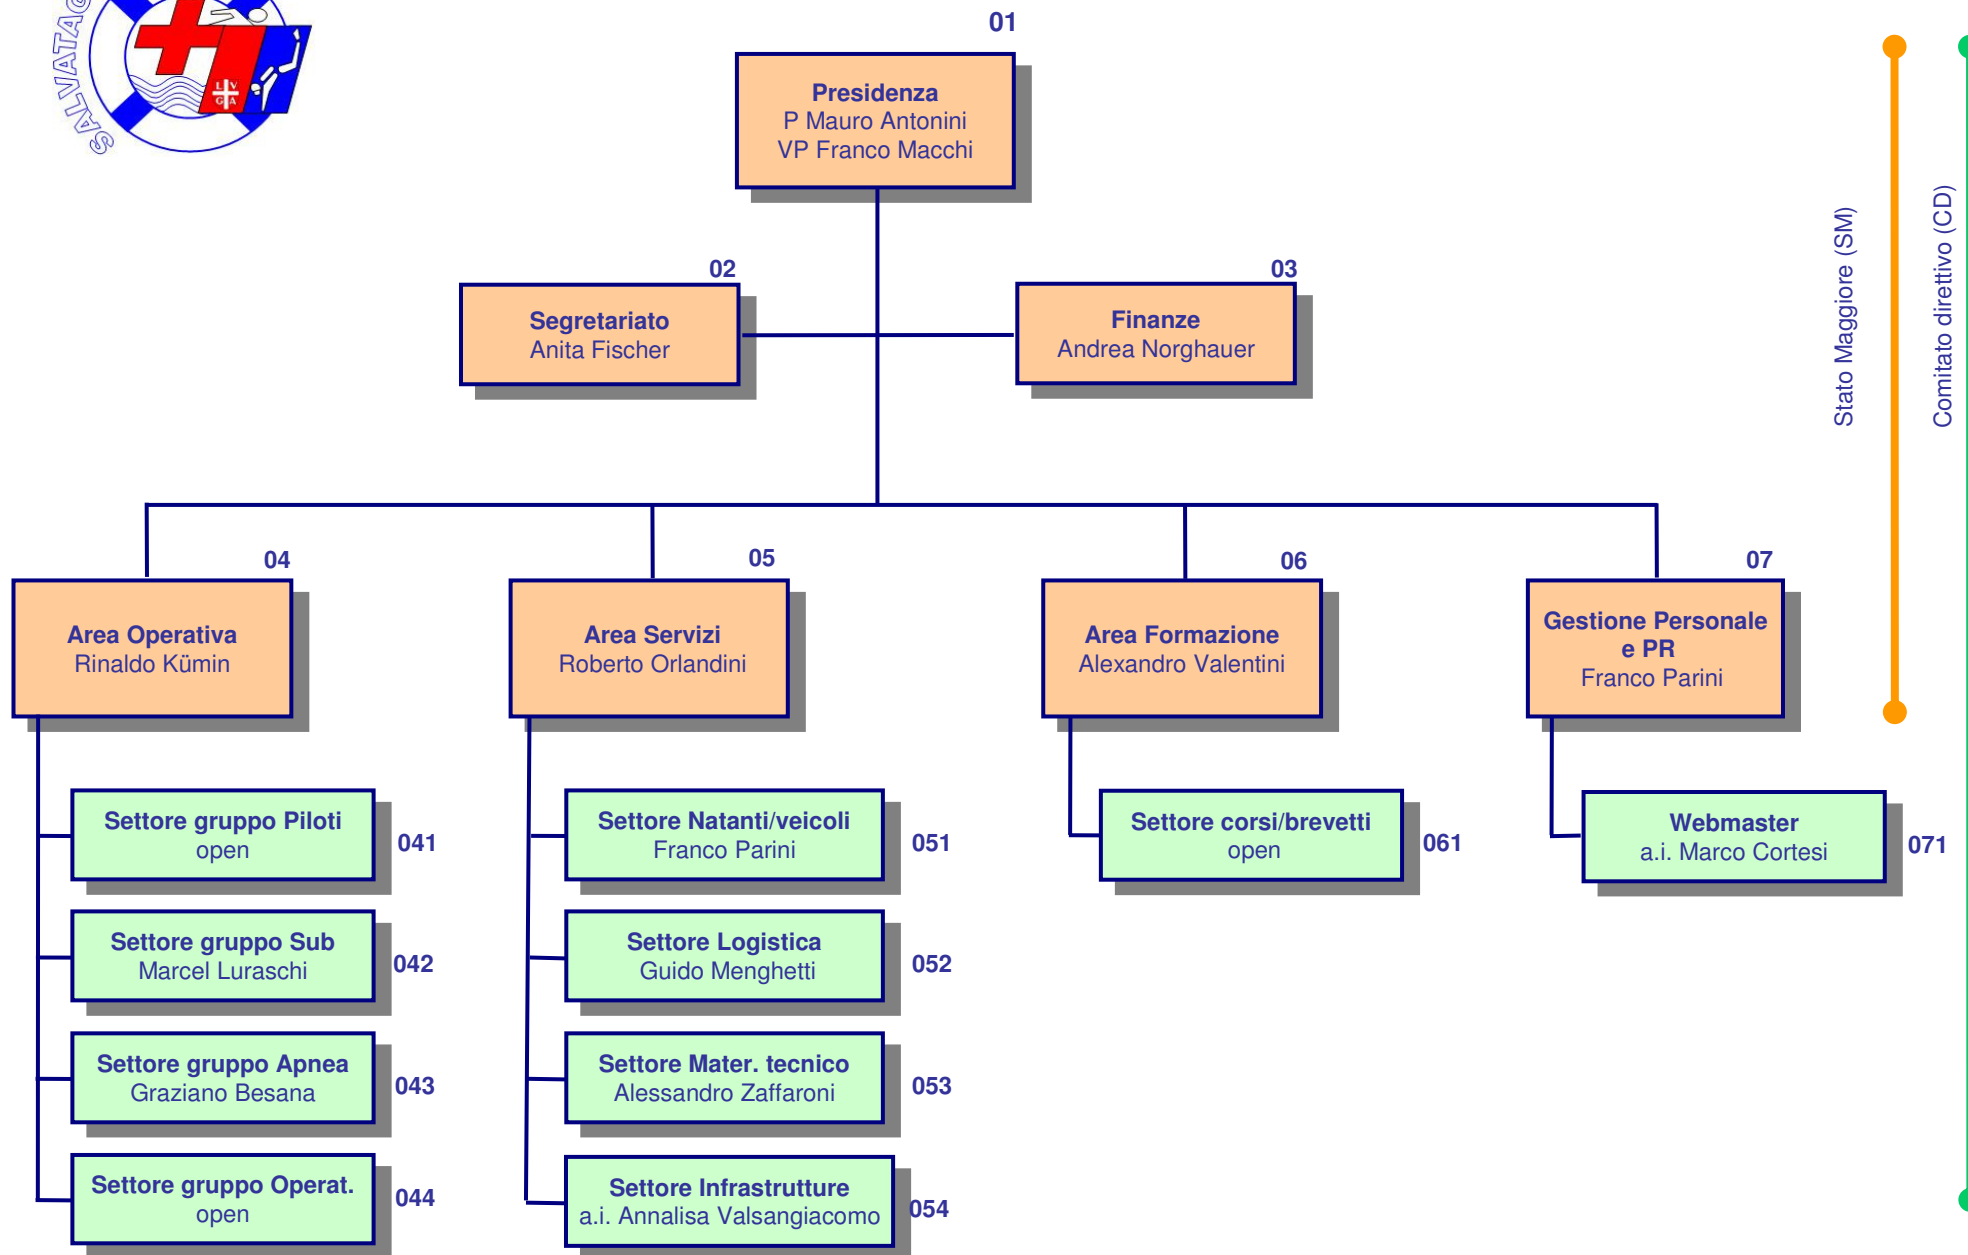 01
Presidenza
P Mauro Antonini
VP Franco Macchi
02
Segretariato
Anita Fischer
03
Finanze
Andrea Norghauer
Stato Maggiore (SM)
Comitato direttivo (CD)
04
Area Operativa
Rinaldo Kümin
05
Area Servizi
Roberto Orlandini
06
Area Formazione
Alexandro Valentini
07
Gestione Personale
e PR
Franco Parini
Settore gruppo Piloti
open
041
Settore gruppo Sub
Marcel Luraschi
042
Settore gruppo Apnea
Graziano Besana
043
Settore gruppo Operat.
open
044
Settore Natanti/veicoli
Franco Parini
051
Settore Logistica
Guido Menghetti
052
Settore Mater. tecnico
Alessandro Zaffaroni
053
Settore Infrastrutture
a.i. Annalisa Valsangiacomo
054
Settore corsi/brevetti
open
061
Webmaster
a.i. Marco Cortesi
071
LV
GA